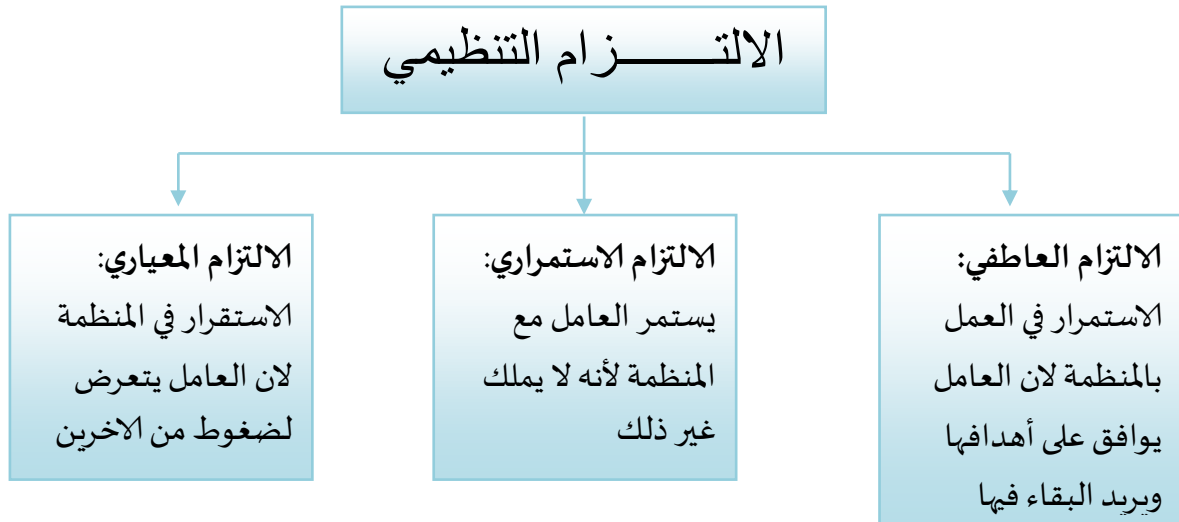 الالتـــــــزام التنظيمي
الالتزام العاطفي:
الاستمرار في العمل
بالمنظمة لان العامل
يوافق على أهدافها
ويريد البقاء فيها
الالتزام الاستمراري:
يستمر العامل مع
المنظمة لأنه لا يملك
غير ذلك
الالتزام المعياري:
الاستقرار في المنظمة
لان العامل يتعرض
لضغوط من الاخرين